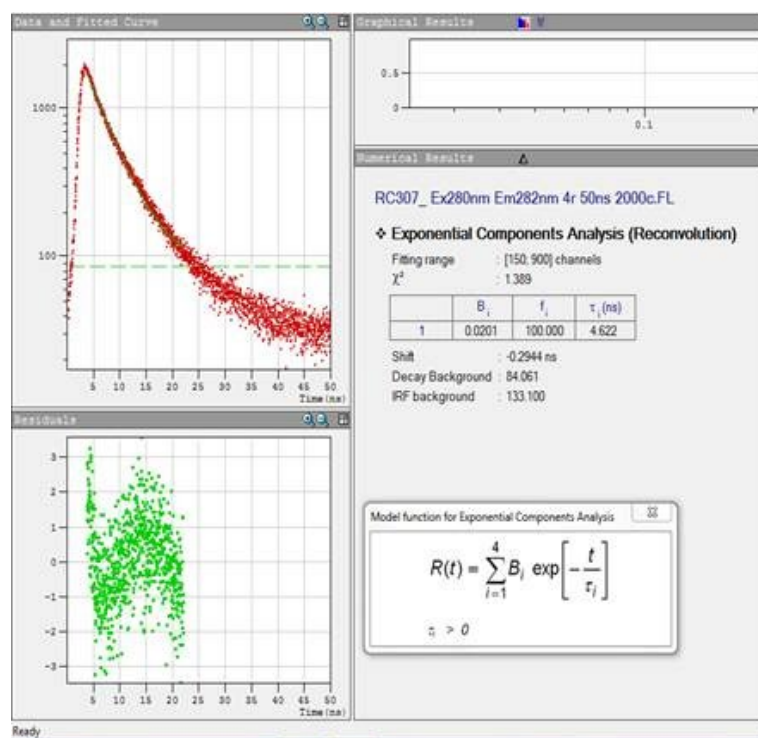 Data and Fitted Curve
1000
100
5 10 15 20 25 30 35 40 45 50
Time(ns)
Residuals
3
2
1
0
-1
-2
-3
5 10 15 20 25 30 35 40 45 50
Time(ns)
Ready
Graphical Results
0.5
0
0.1
Numerical Results
RC307_ Ex280nm Em282nm 4r 50ns 2000c.FL
❖ Exponential Components Analysis (Reconvolution)
Fitting range : [150; 900] channels
χ² : 1.389
Bᵢ fᵢ τᵢ(ns)
1 0.0201 100.000 4.622
Shift : -0.2944 ns
Decay Background : 84.061
IRF background : 133.100
Model function for Exponential Components Analysis
R(t) = ∑ᵢ₌₁⁴ Bᵢ exp[-t/τᵢ]
τᵢ > 0